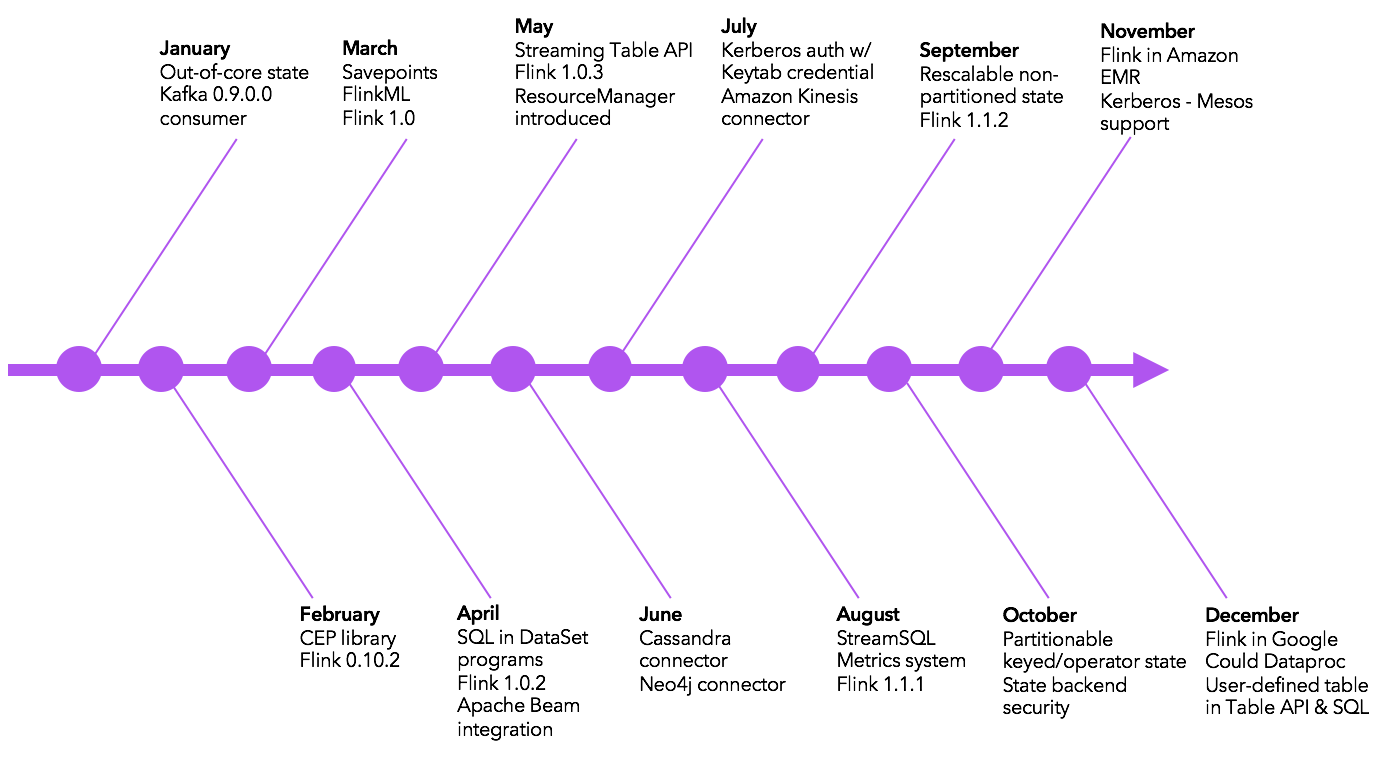 January
Out-of-core state
Kafka 0.9.0.0
consumer
March
Savepoints
FlinkML
Flink 1.0
May
Streaming Table API
Flink 1.0.3
ResourceManager
introduced
July
Kerberos auth w/
Keytab credential
Amazon Kinesis
connector
September
Rescalable non-
partitioned state
Flink 1.1.2
November
Flink in Amazon
EMR
Kerberos - Mesos
support
February
CEP library
Flink 0.10.2
April
SQL in DataSet
programs
Flink 1.0.2
Apache Beam
integration
June
Cassandra
connector
Neo4j connector
August
StreamSQL
Metrics system
Flink 1.1.1
October
Partitionable
keyed/operator state
State backend
security
December
Flink in Google
Could Dataproc
User-defined table
in Table API & SQL